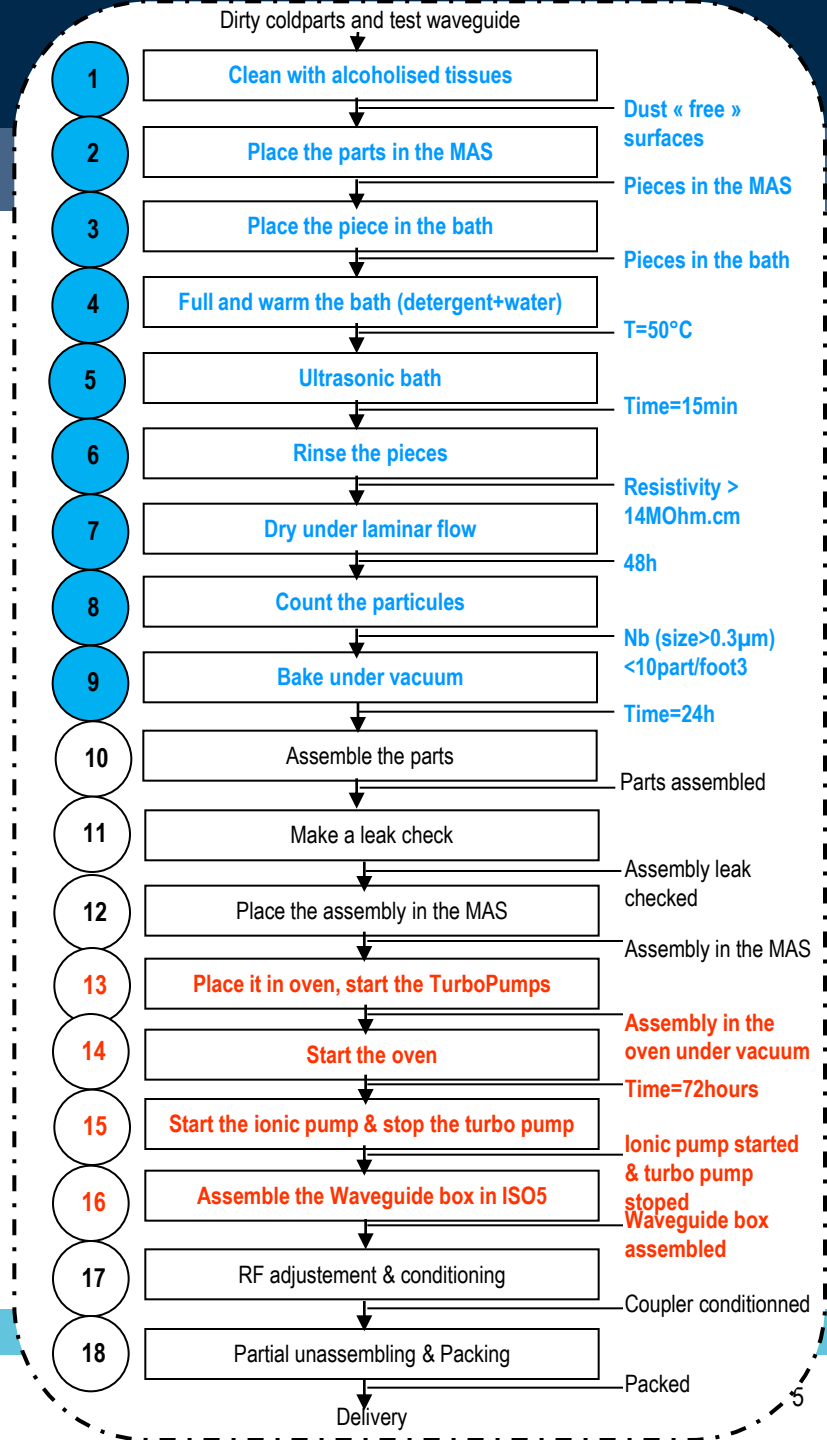 Dirty coldparts and test waveguide
1
Clean with alcoholised tissues
Dust « free »
surfaces
2
Place the parts in the MAS
Pieces in the MAS
3
Place the piece in the bath
Pieces in the bath
4
Full and warm the bath (detergent+water)
T=50°C
5
Ultrasonic bath
Time=15min
6
Rinse the pieces
Resistivity >
14MOhm.cm
7
Dry under laminar flow
48h
8
Count the particules
Nb (size>0.3µm)
<10part/foot3
9
Bake under vacuum
Time=24h
10
Assemble the parts
Parts assembled
11
Make a leak check
Assembly leak
checked
12
Place the assembly in the MAS
Assembly in the MAS
13
Place it in oven, start the TurboPumps
Assembly in the
oven under vacuum
14
Start the oven
Time=72hours
15
Start the ionic pump & stop the turbo pump
Ionic pump started
& turbo pump
stoped
16
Assemble the Waveguide box in ISO5
Waveguide box
assembled
17
RF adjustement & conditioning
Coupler conditionned
18
Partial unassembling & Packing
Packed
Delivery
5